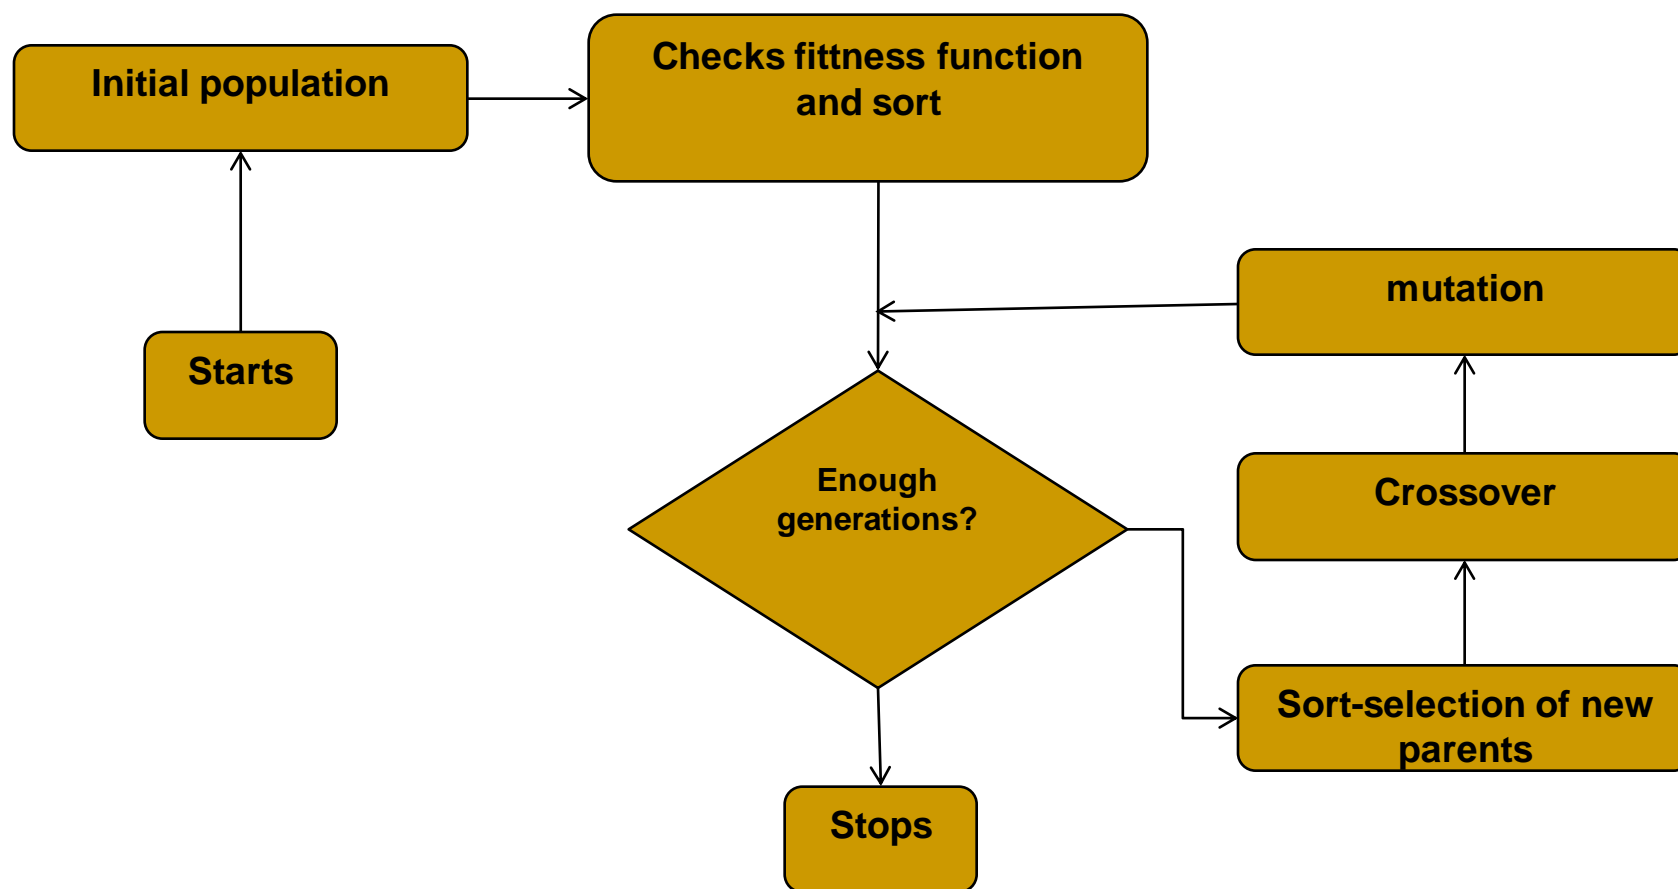 Initial population
Checks fittness function
and sort
Starts
mutation
Enough
generations?
Crossover
Sort-selection of new
parents
Stops